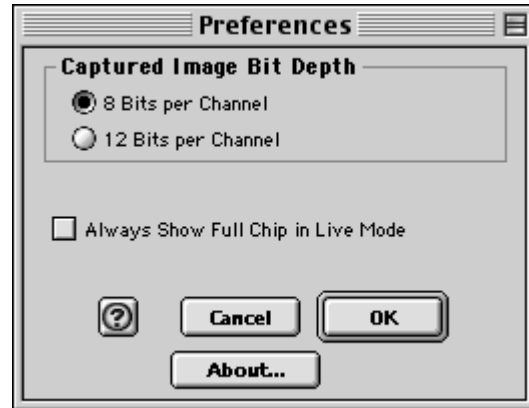 Preferences
Captured Image Bit Depth
8 Bits per Channel
12 Bits per Channel
Always Show Full Chip in Live Mode
?
Cancel
OK
About...